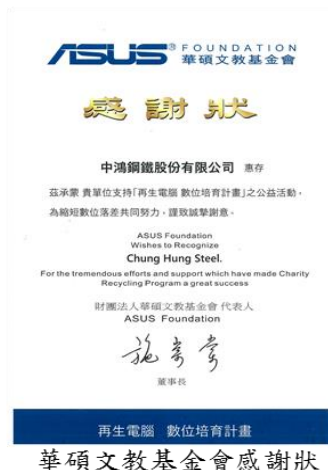 ASUS® FOUNDATION
華碩文教基金會
感謝狀
中鴻鋼鐵股份有限公司 惠存
茲承蒙 貴單位支持「再生電腦 數位培育計畫」之公益活動，
為縮短數位落差共同努力，謹致誠摯謝意。
ASUS Foundation
Wishes to Recognize
Chung Hung Steel.
For the tremendous efforts and support which have made Charity
Recycling Program a great success
財團法人華碩文教基金會 代表人
ASUS Foundation
施崇棠
董事長
再生電腦 數位培育計畫
華碩文教基金會感謝狀